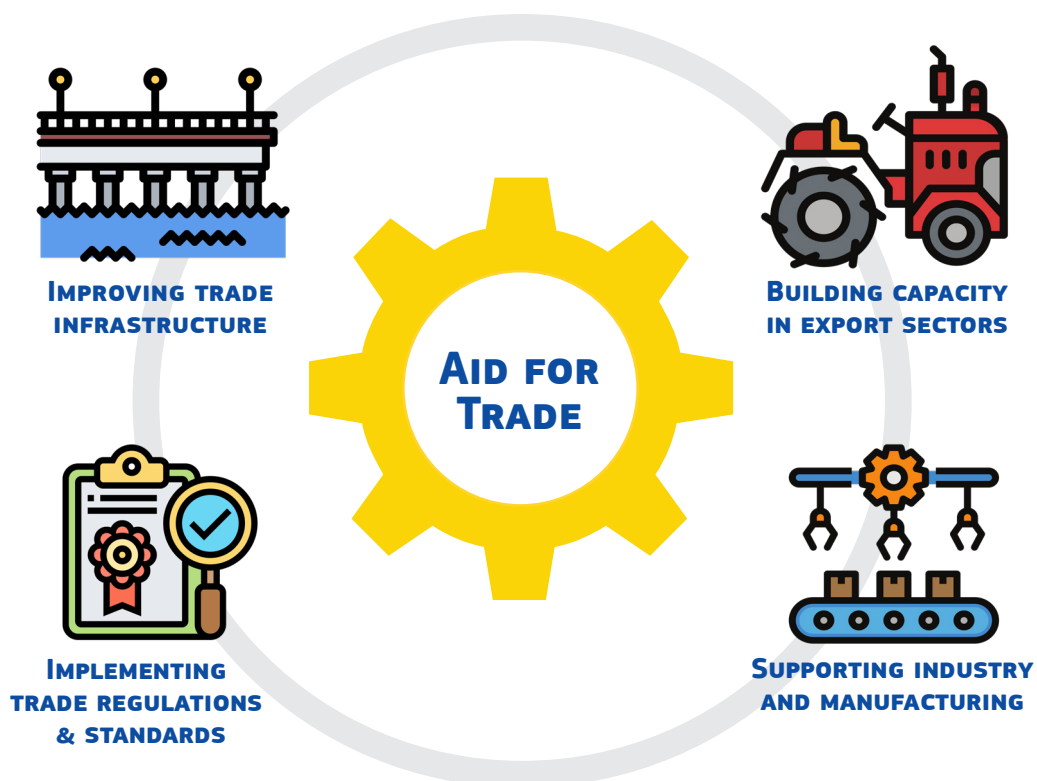 Improving trade
infrastructure
Building capacity
in export sectors
Aid for
Trade
Implementing
trade regulations
& standards
Supporting industry
and manufacturing